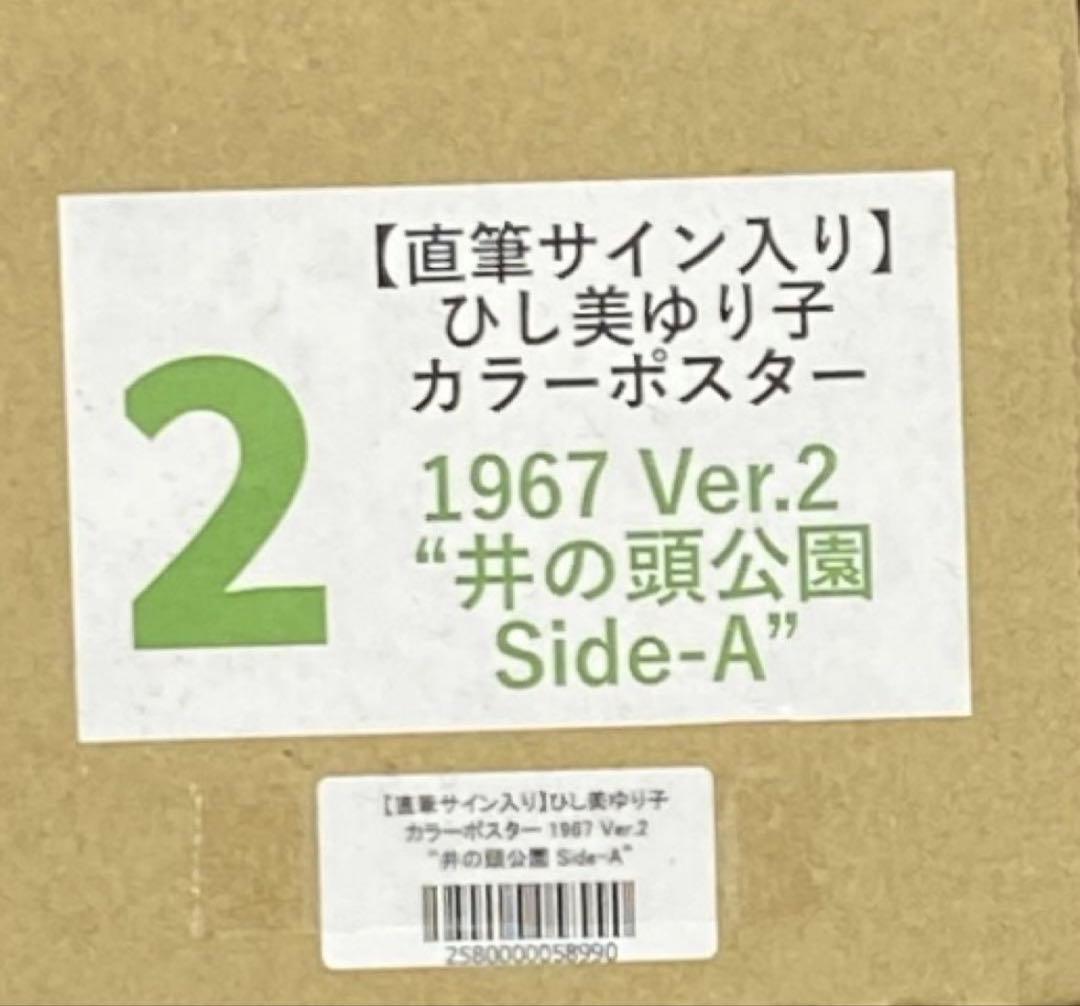 2
【直筆サイン入り】
ひし美ゆり子
カラーポスター
1967 Ver.2
“井の頭公園
Side-A”
【直筆サイン入り】ひし美ゆり子
カラーポスター 1967 Ver.2
“井の頭公園 Side-A”
2580000058990